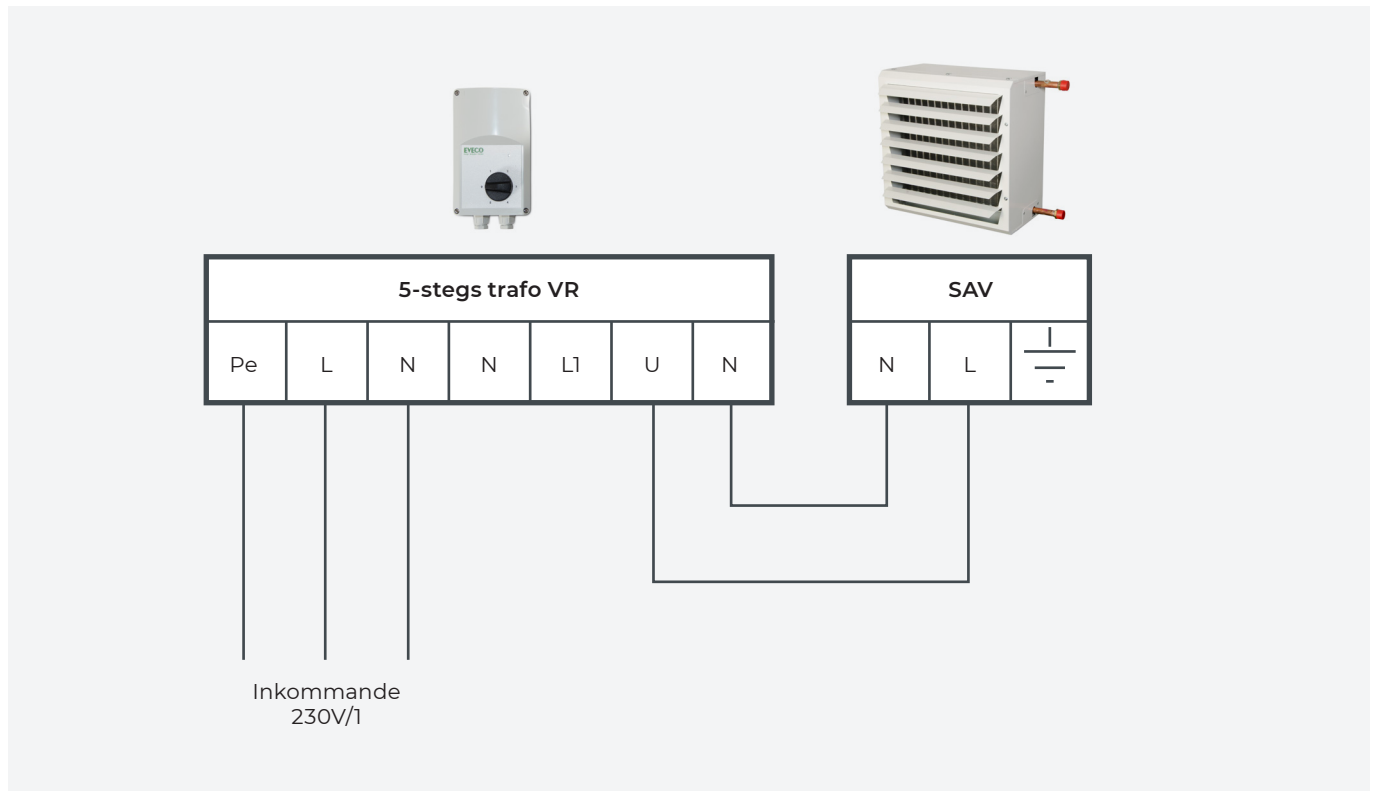 EVECO
5-stegs trafo VR
SAV
Pe L N N L1 U N
N L
Inkommande
230V/1